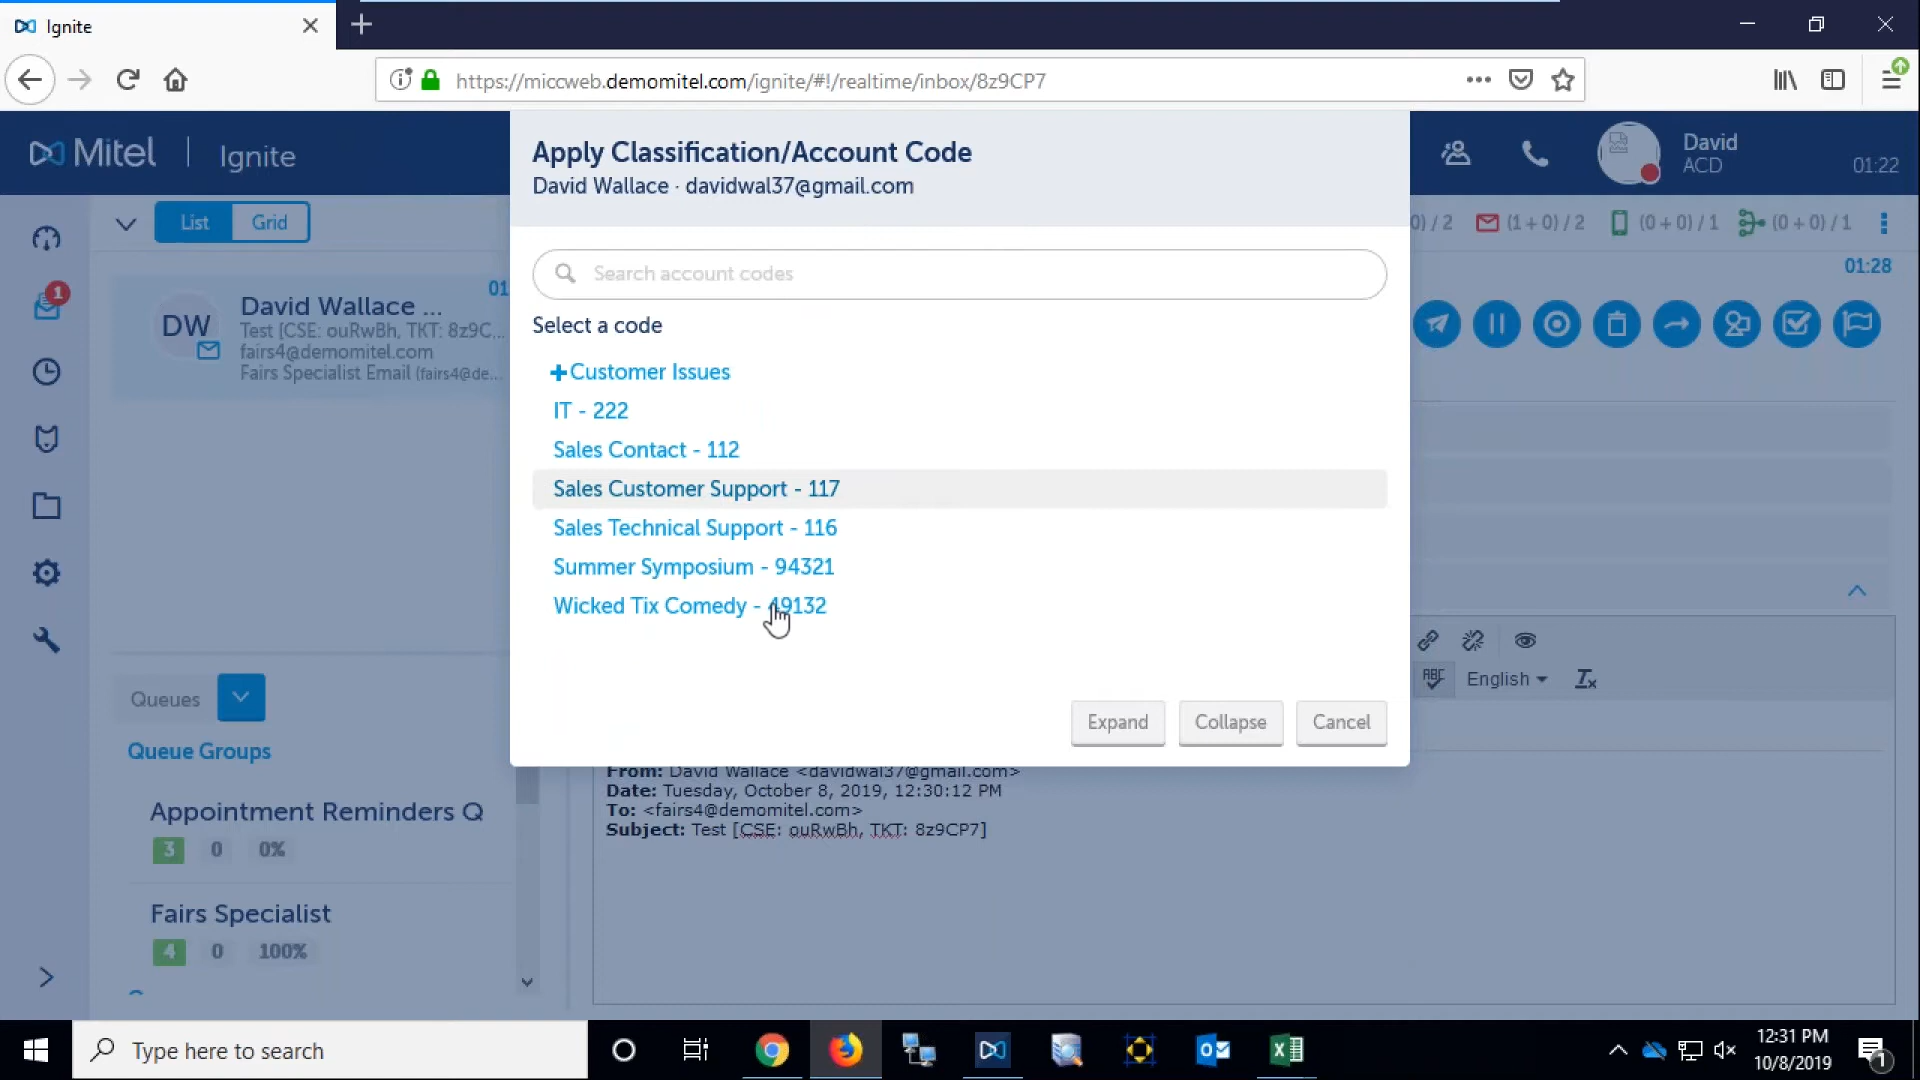 Ignite
https://miccweb.demomitel.com/ignite/#!/realtime/inbox/8z9CP7
Mitel | Ignite
David
ACD
01:22
Apply Classification/Account Code
David Wallace · davidwal37@gmail.com
List Grid
0) / 2 (1 + 0) / 2 (0 + 0) / 1 (0 + 0) / 1
01:28
1
DW
David Wallace ...
01
Test [CSE: ouRwBh, TKT: 8z9C...
fairs4@demomitel.com
Fairs Specialist Email (fairs4@de...
Search account codes
Select a code
+Customer Issues
IT - 222
Sales Contact - 112
Sales Customer Support - 117
Sales Technical Support - 116
Summer Symposium - 94321
Wicked Tix Comedy - 49132
Expand Collapse Cancel
ABC English
Queues
Queue Groups
Appointment Reminders Q
3 0 0%
Fairs Specialist
4 0 100%
From: David Wallace <davidwal37@gmail.com>
Date: Tuesday, October 8, 2019, 12:30:12 PM
To: <fairs4@demomitel.com>
Subject: Test [CSE: ouRwBh, TKT: 8z9CP7]
Type here to search
12:31 PM
10/8/2019
1